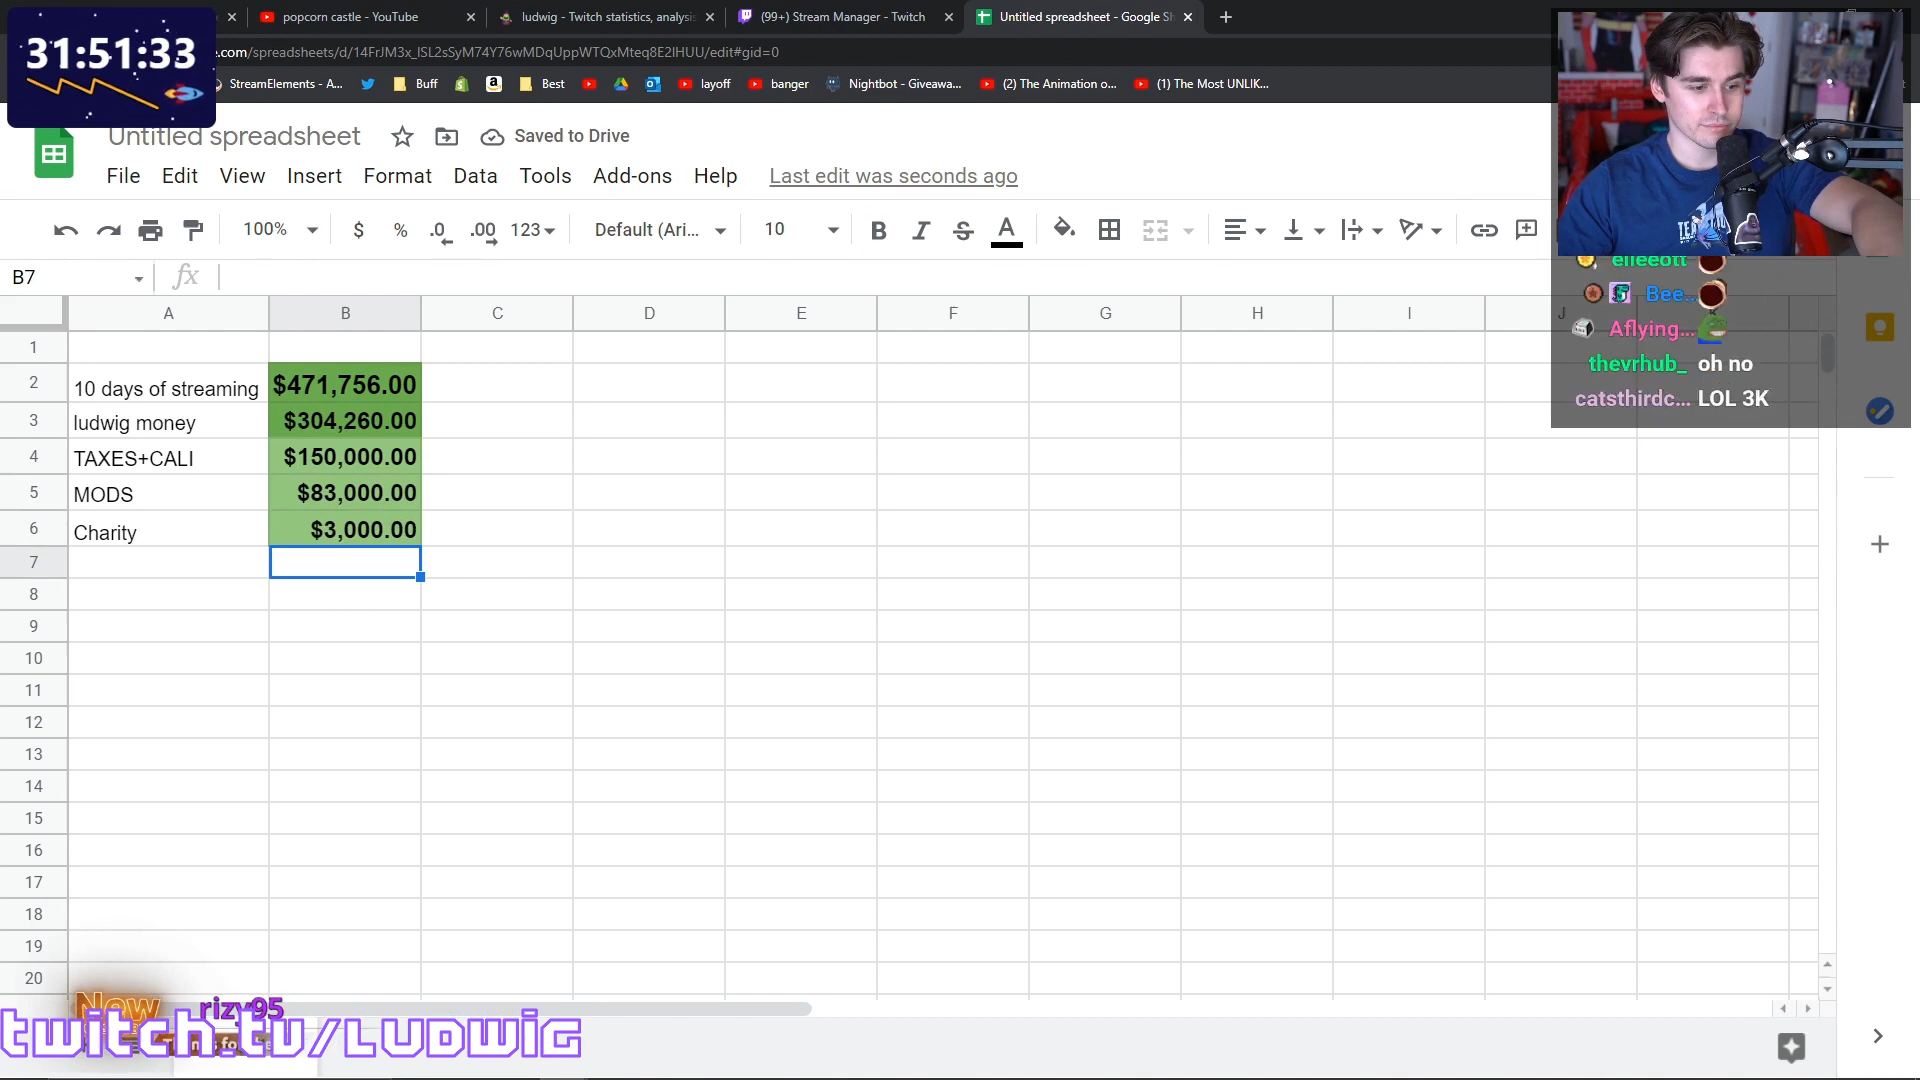 31:51:33
popcorn castle - YouTube
ludwig - Twitch statistics, analysis
(99+) Stream Manager - Twitch
Untitled spreadsheet - Google Sh
e.com/spreadsheets/d/14FrJM3x_lSL2sSyM74Y76wMDqUppWTQxMteq8E2lHUU/edit#gid=0
StreamElements - A...
Buff
Best
layoff
banger
Nightbot - Giveawa...
(2) The Animation o...
(1) The Most UNLIK...
Untitled spreadsheet
Saved to Drive
File Edit View Insert Format Data Tools Add-ons Help Last edit was seconds ago
100% $ % .0 .00 123 Default (Ari... 10 B I S A
B7 fx
A B C D E F G H I J
1
2 10 days of streaming $471,756.00
3 ludwig money $304,260.00
4 TAXES+CALI $150,000.00
5 MODS $83,000.00
6 Charity $3,000.00
7
8
9
10
11
12
13
14
15
16
17
18
19
20
elleeott
Bee...
Aflying...
thevrhub_ oh no
catsthirdc... LOL 3K
New rizy95
twitch.tv/LUDWIG